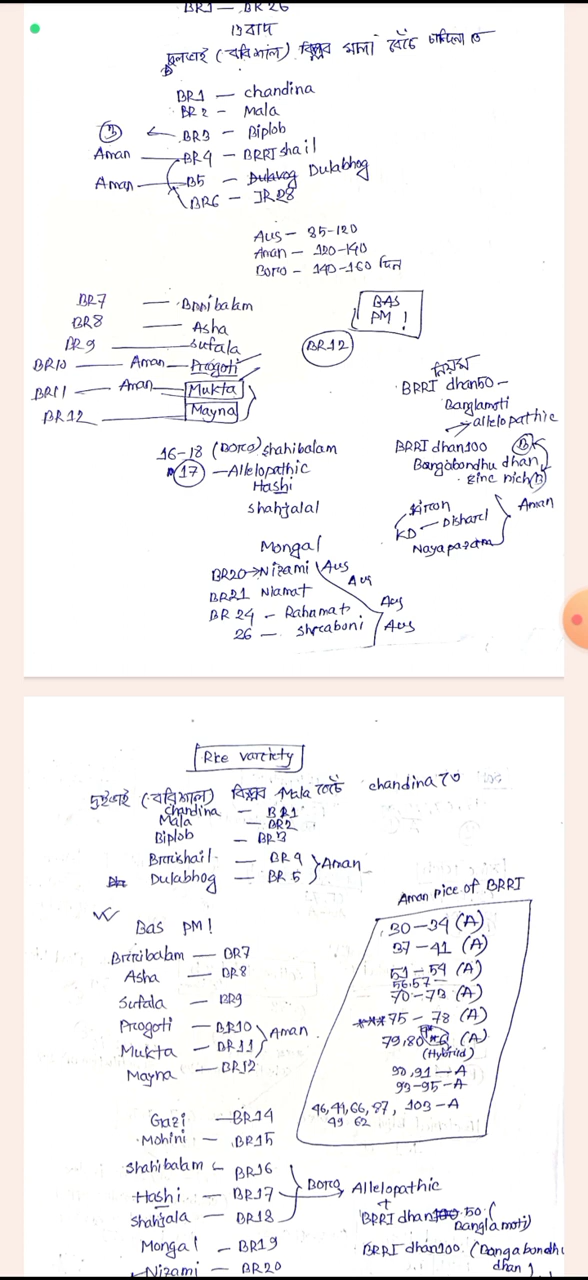 BR1 — BR26
ভাই (বরিশাল) বিপ্লব মালা বেঁচে
BR1 — chandina
BR2 — Mala
BR3 — Biplob
Aman — BR4 — BRRI shail
Aman — B5 — Dulabhog
BR6 — IR28
Aus — 85-120
Aman — 120-140
Boro — 140-160 দিন
BR7 — Brribalam
BAS PM!
BR8 — Asha
BR9 — Sufala
BR12
BR10 — Aman — Progoti
BR11 — Aman — Mukta
BR12 — Mayna
BRRI dhan50 —
Banglamoti
→ allelopathic
16-18 (Boro) shahibalam
17 — Allelopathic
Hashi
shahjalal
BRRI dhan100
Bangabondhu dhan
zinc rich
Kiron
KD — Disharei
Nayapajam
Aman
Mongal
BR20 → Nizami Aus
BR21 Niamat Aus
BR24 — Rahamat Aus
26 — Shraboni Aus
Rice variety
দুইভাই (বরিশাল) বিপ্লব Mala বেঁচে chandina
Chandina — BR1
Mala — BR2
Biplob — BR3
Brrishail — BR4 } Aman
Dulabhog — BR5
Bas PM!
Brribalam — BR7
Asha — BR8
Sufala — BR9
Progoti — BR10 } Aman
Mukta — BR11
Mayna — BR12
Aman rice of BRRI
30-34 (A)
37-41 (A)
51-54 (A)
56.57 —
70-73 (A)
***75-78 (A)
79,80 (A)
(Hybrid)
90,91 — A
93-95 — A
46,49,66,87, 103 — A
49 62
Gazi — BR14
Mohini — BR15
Shahibalam — BR16
Hashi — BR17 — Boro, Allelopathic
Shahjala — BR18
+
BRRI dhan 50 (Banglamoti)
Mongal — BR19
BRRI dhan100. (Bangabondhu dhan)
Nizami — BR20